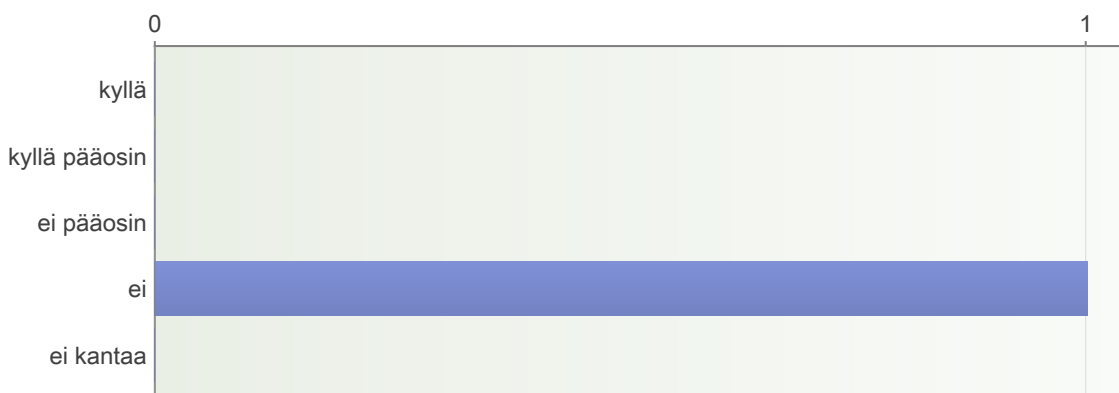 0 1
kyllä
kyllä pääosin
ei pääosin
ei
ei kantaa